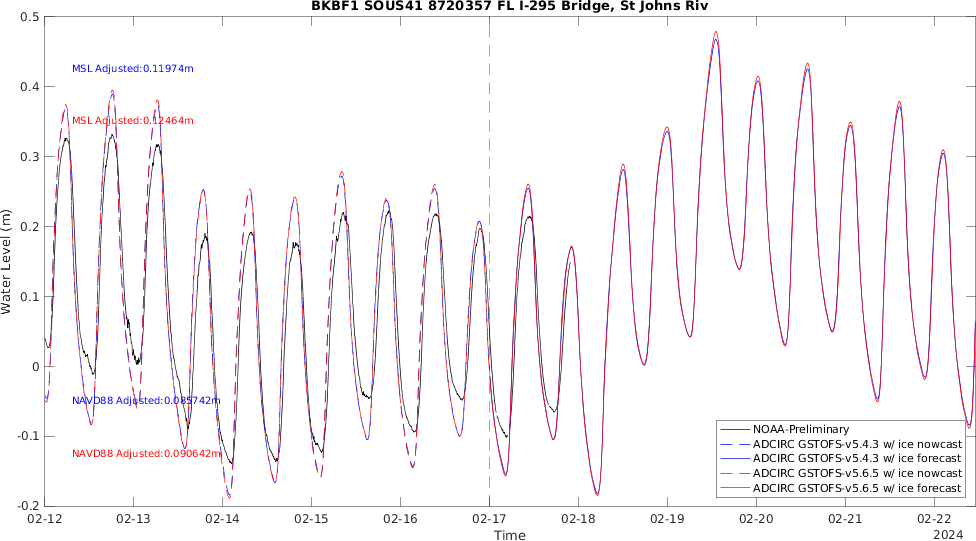 BKBF1 SOUS41 8720357 FL I-295 Bridge, St Johns Riv
0.5
0.4
0.3
0.2
0.1
0
-0.1
-0.2
Water Level (m)
MSL Adjusted:0.11974m
MSL Adjusted:0.12464m
NAVD88 Adjusted:0.085742m
NAVD88 Adjusted:0.090642m
NOAA-Preliminary
ADCIRC GSTOFS-v5.4.3 w/ ice nowcast
ADCIRC GSTOFS-v5.4.3 w/ ice forecast
ADCIRC GSTOFS-v5.6.5 w/ ice nowcast
ADCIRC GSTOFS-v5.6.5 w/ ice forecast
02-12 02-13 02-14 02-15 02-16 02-17 02-18 02-19 02-20 02-21 02-22
Time 2024